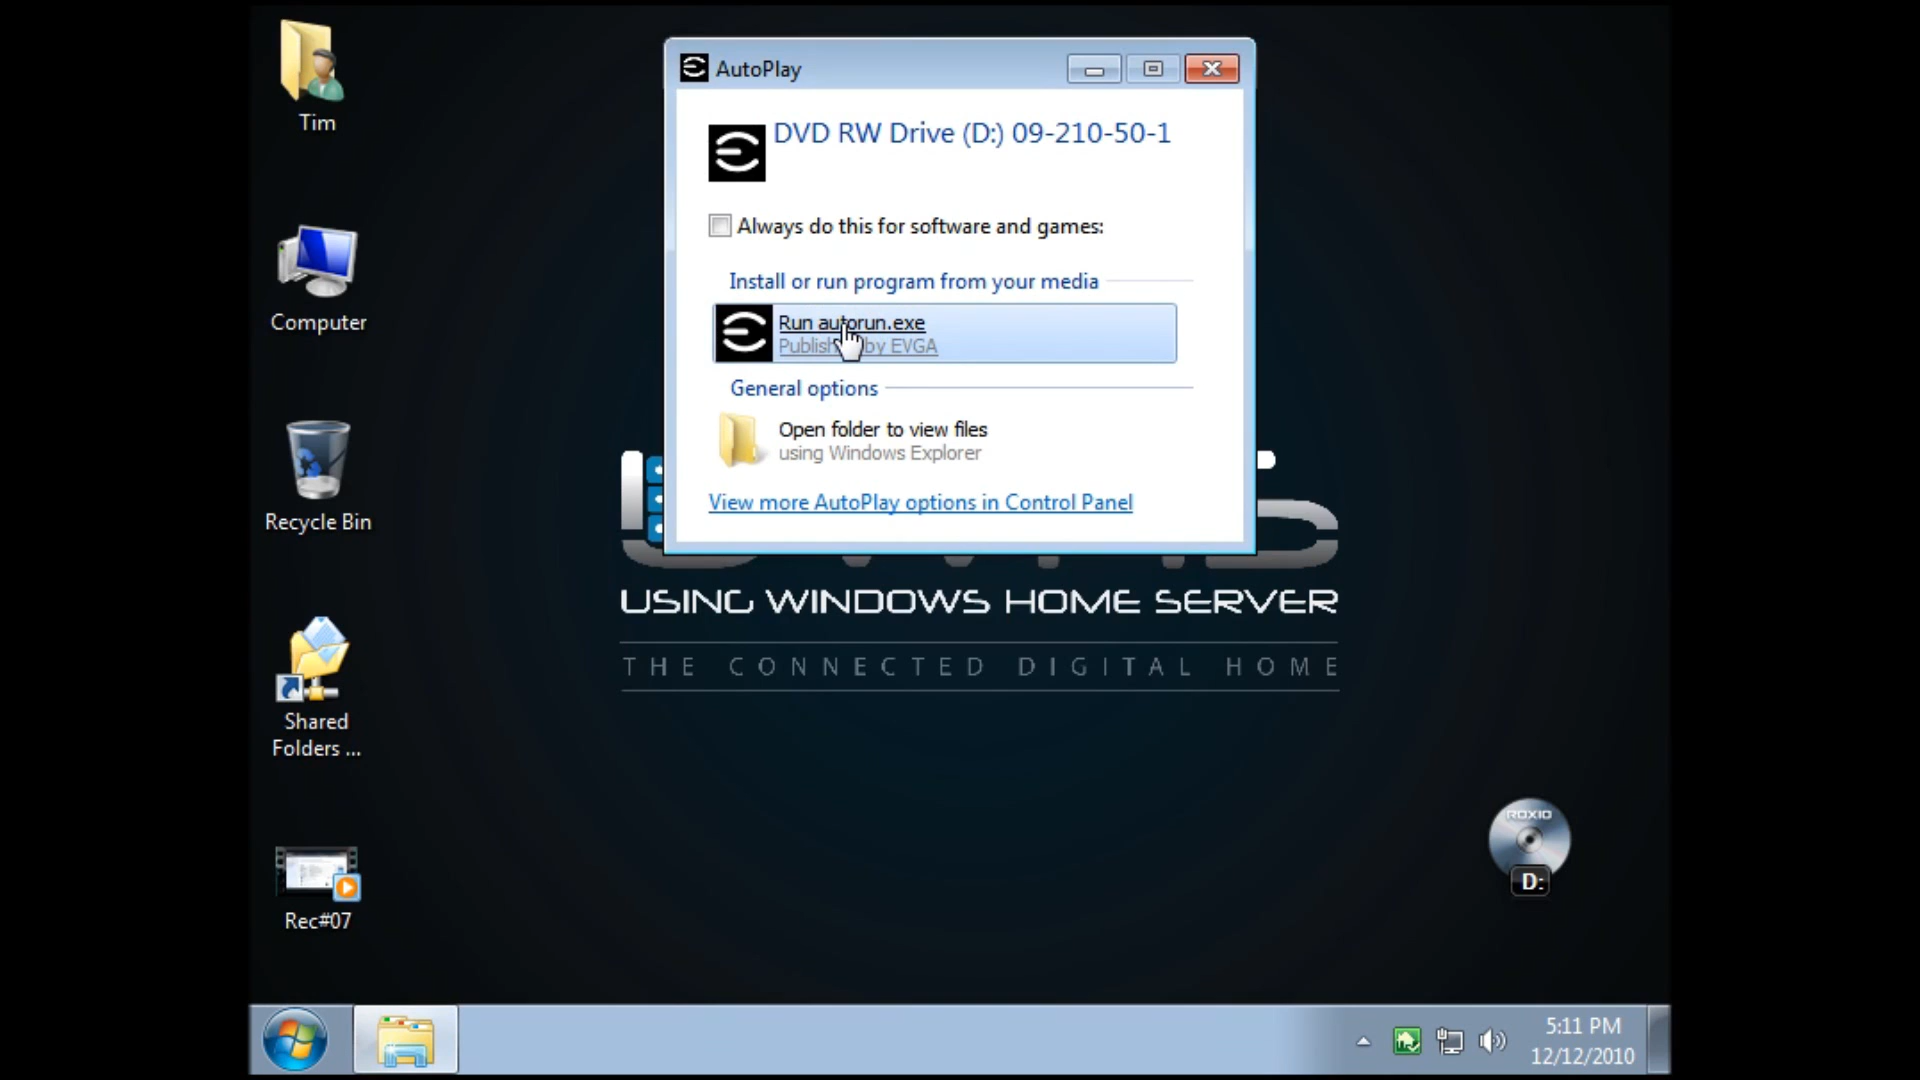 Tim
Computer
Recycle Bin
Shared
Folders ...
Rec#07
AutoPlay
DVD RW Drive (D:) 09-210-50-1
Always do this for software and games:
Install or run program from your media
Run autorun.exe
by EVGA
General options
Open folder to view files
using Windows Explorer
View more AutoPlay options in Control Panel
USING WINDOWS HOME SERVER
THE CONNECTED DIGITAL HOME
ROXIO
D:
5:11 PM
12/12/2010